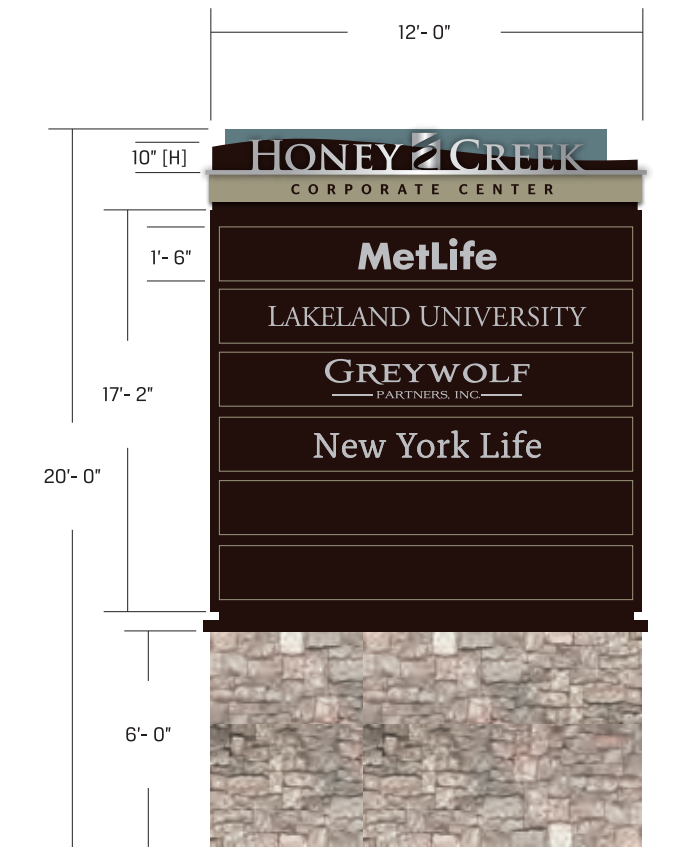 12'- 0"
10" [H]
HONEY CREEK
CORPORATE CENTER
1'- 6"
MetLife
LAKELAND UNIVERSITY
GREYWOLF
PARTNERS, INC.
17'- 2"
New York Life
20'- 0"
6'- 0"